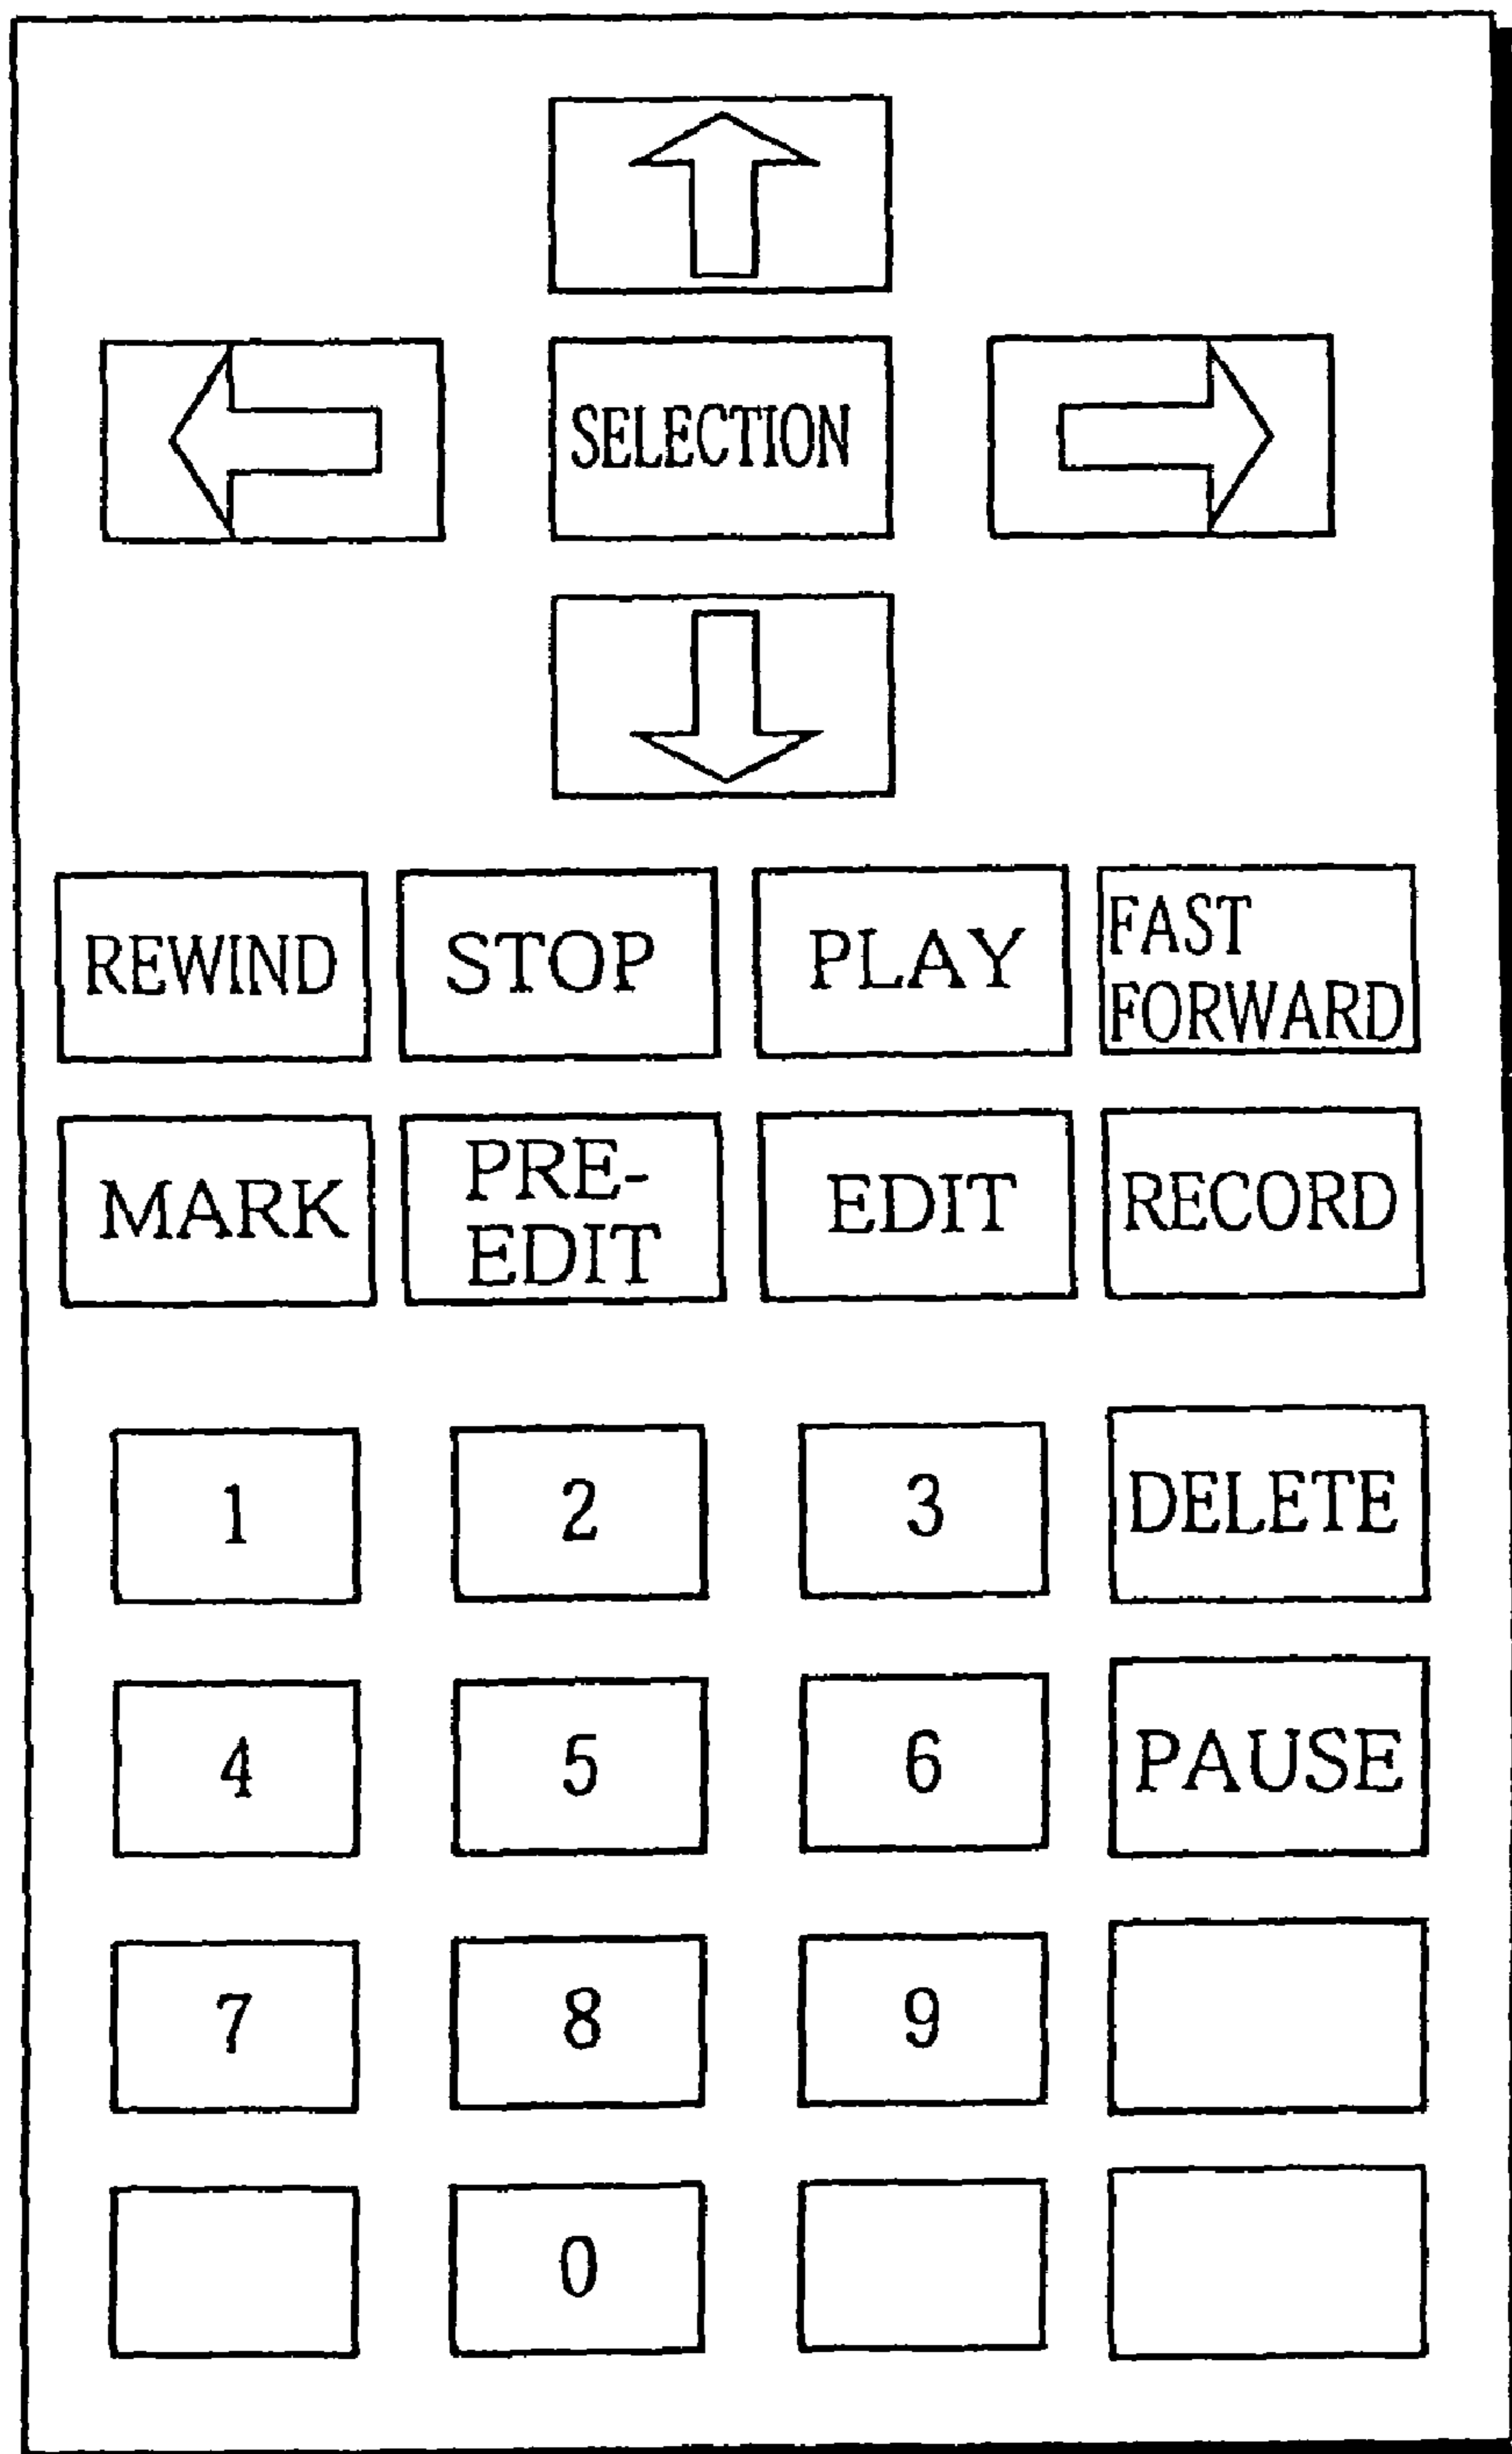 SELECTION
REWIND STOP PLAY FAST
FORWARD
MARK PRE-
EDIT EDIT RECORD
1 2 3 DELETE
4 5 6 PAUSE
7 8 9
0